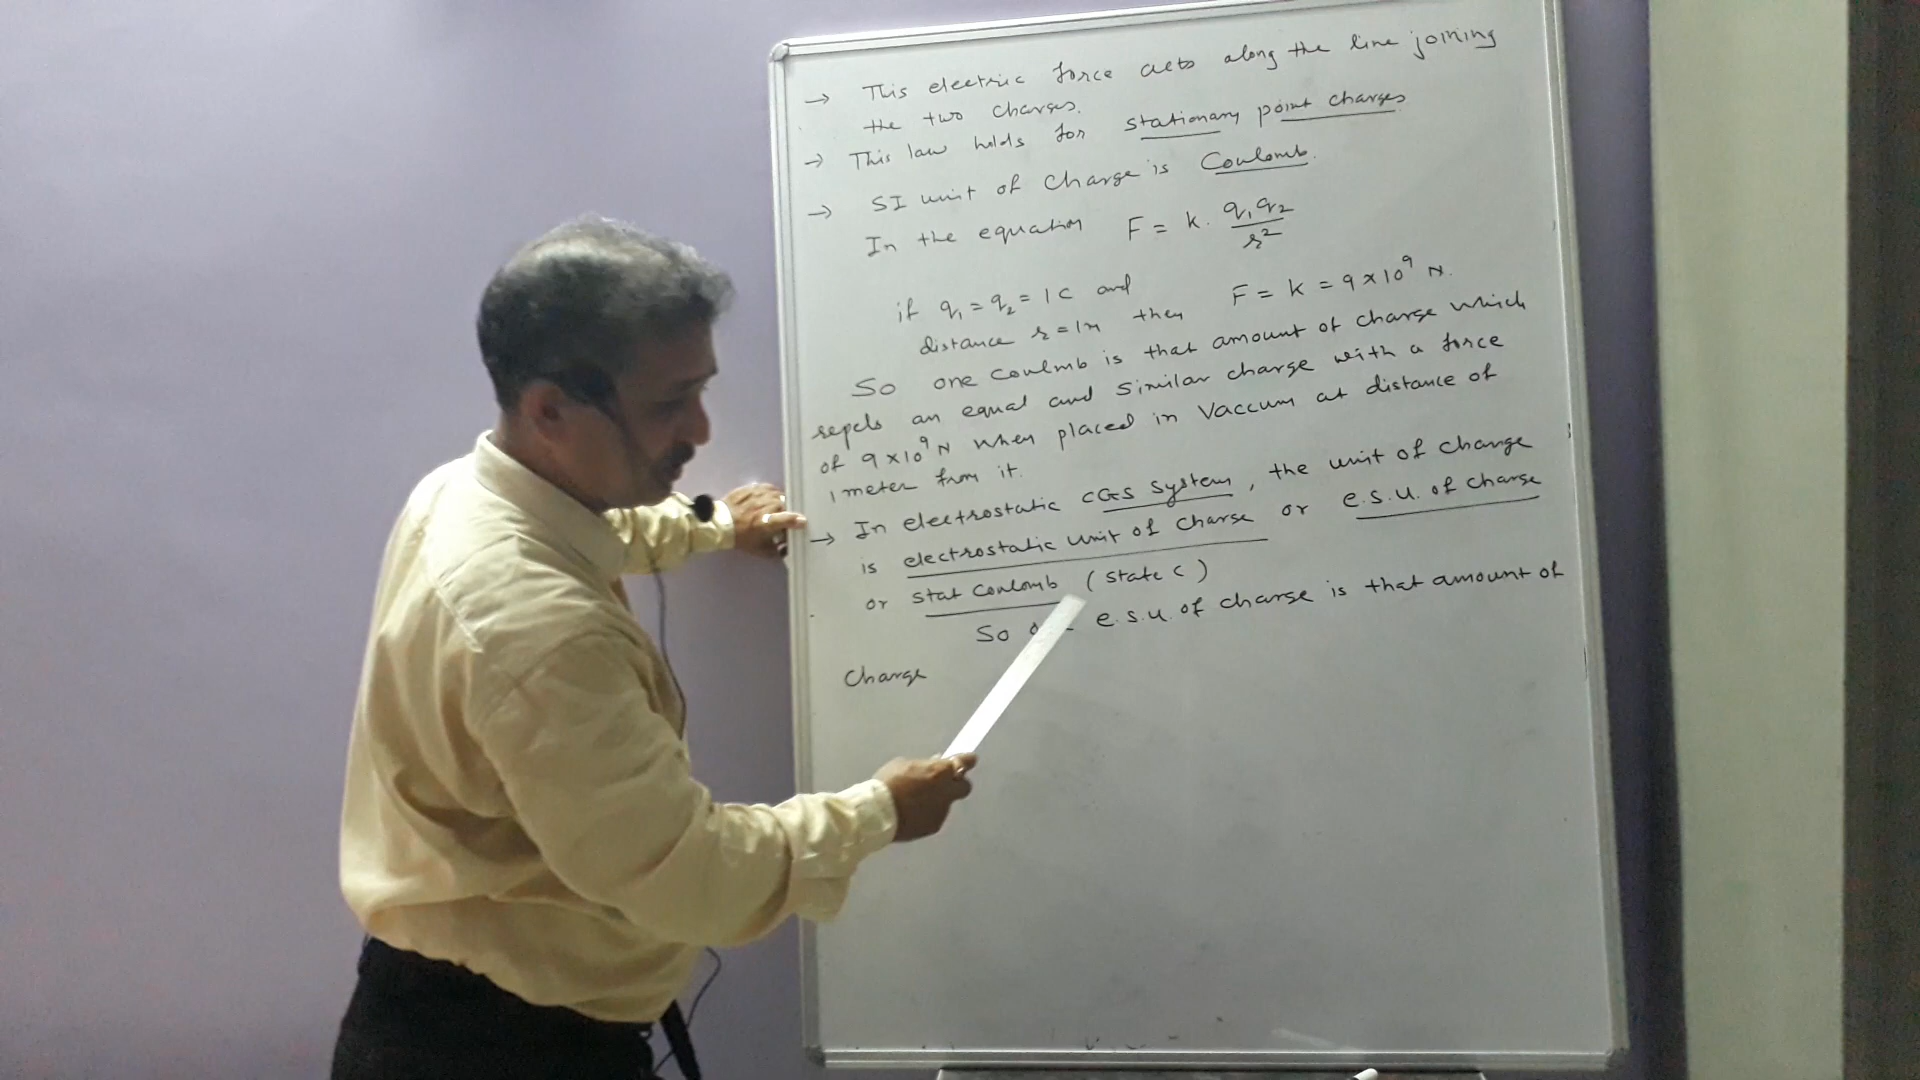 → This electric force acts along the line joining
the two charges.
→ This law holds for stationary point charges
→ SI unit of charge is Coulomb.
In the equation F = k. q₁q₂/r²
if q₁ = q₂ = 1C and
distance r = 1m then F = k = 9 x 10⁹ N.
So one coulmb is that amount of charge which
repels an equal and similar charge with a force
of 9 x 10⁹ N when placed in Vaccum at distance of
1 meter from it.
→ In electrostatic CGS system, the unit of charge
is electrostatic unit of charge or e.s.u. of charge
or stat coulomb (state c)
So e.s.u. of charge is that amount of
charge